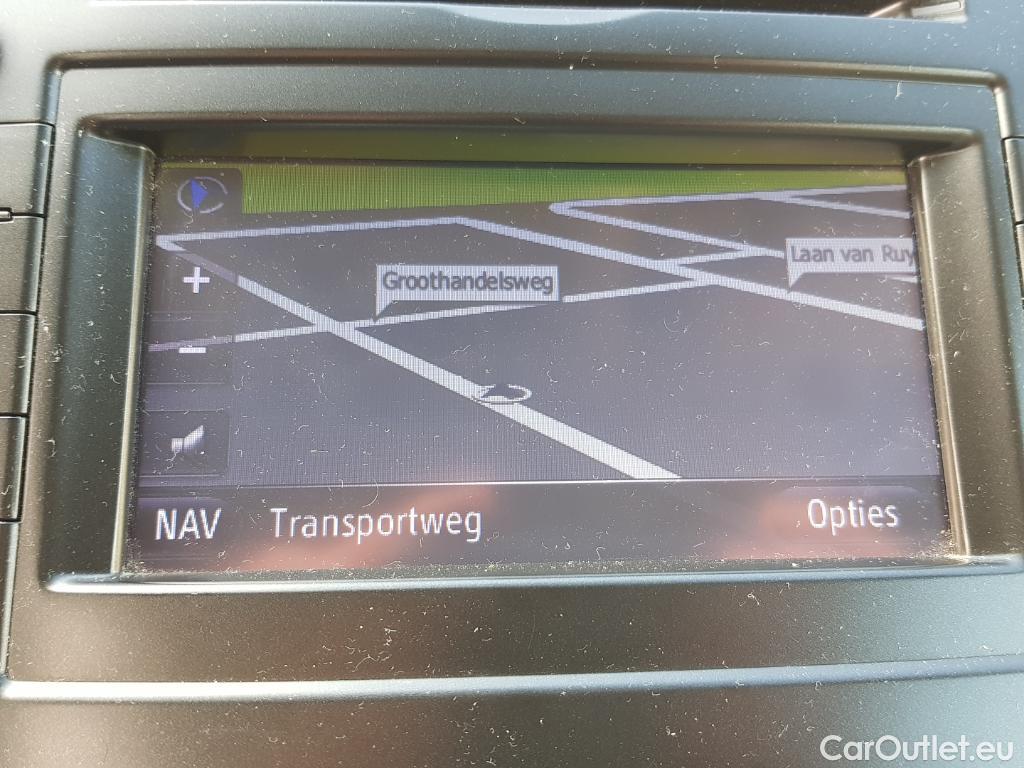 Laan van Ruy
Groothandelsweg
+
-
NAV Transportweg Opties
CarOutlet.eu